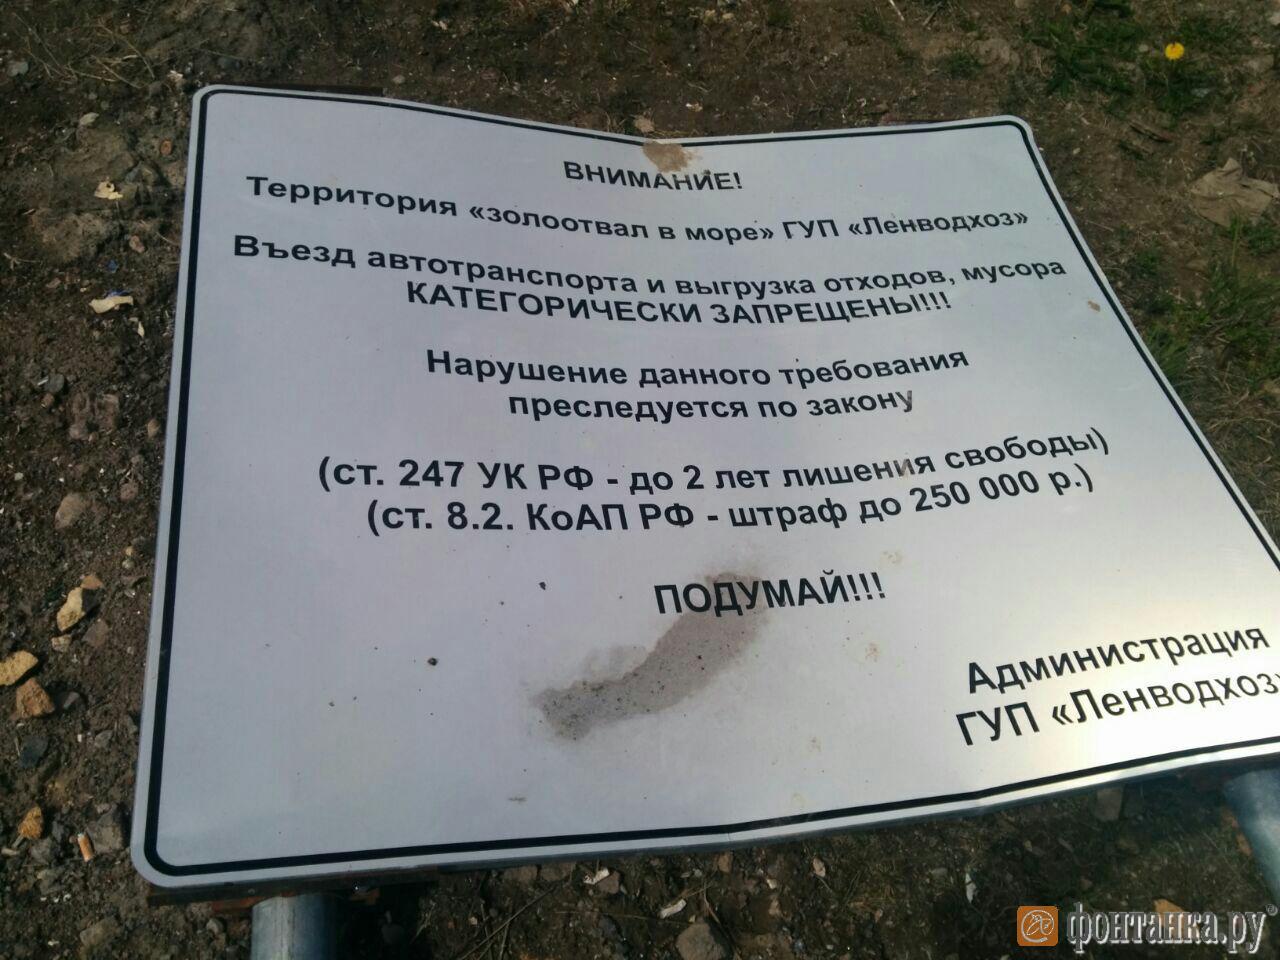 ВНИМАНИЕ!
Территория «золоотвал в море» ГУП «Ленводхоз»
Въезд автотранспорта и выгрузка отходов, мусора
КАТЕГОРИЧЕСКИ ЗАПРЕЩЕНЫ!!!
Нарушение данного требования
преследуется по закону
(ст. 247 УК РФ - до 2 лет лишения свободы)
(ст. 8.2. КоАП РФ - штраф до 250 000 р.)
ПОДУМАЙ!!!
Администрация
ГУП «Ленводхоз»
фонтанка.ру